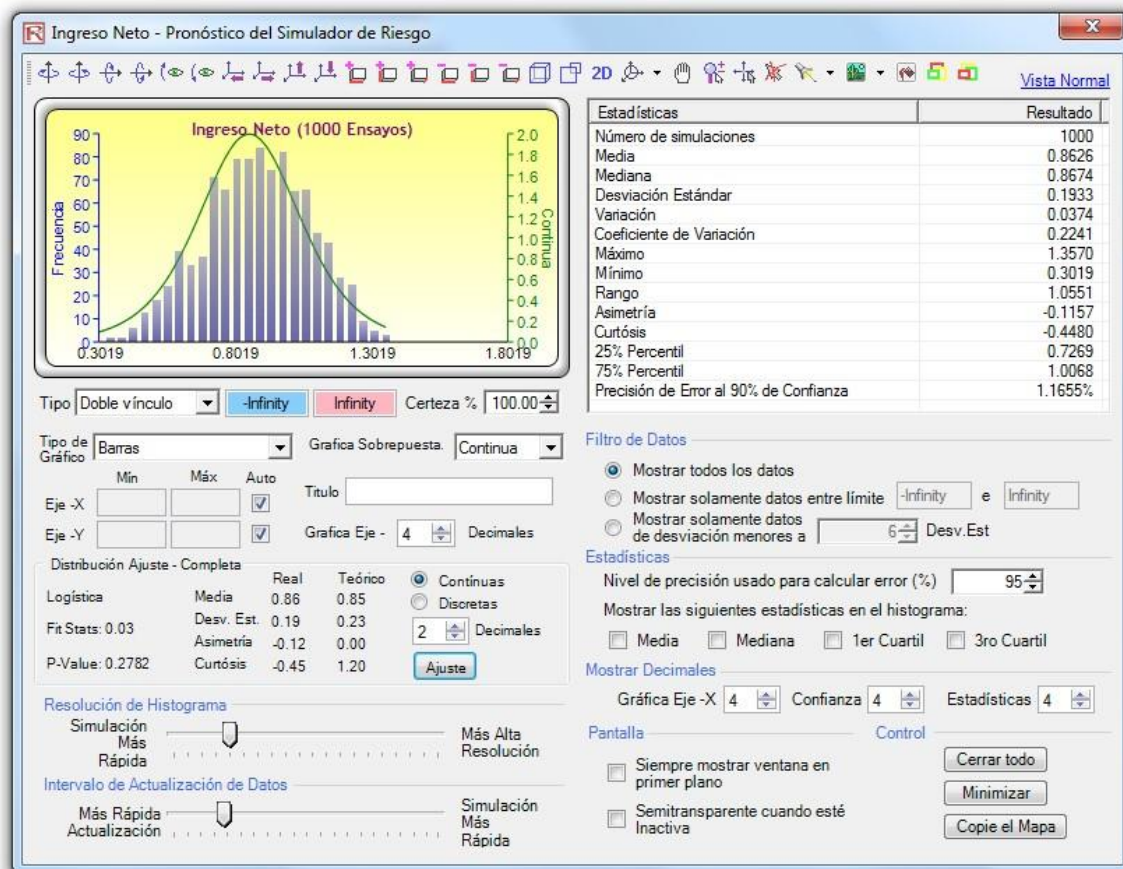 Ingreso Neto - Pronóstico del Simulador de Riesgo
2D
Vista Normal
Ingreso Neto (1000 Ensayos)
Frecuencia
90
80
70
60
50
40
30
20
10
0
2.0
1.8
1.6
1.4
1.2
1.0
0.8
0.6
0.4
0.2
0.0
Continua
0.3019 0.8019 1.3019 1.8019
Tipo Doble vínculo -Infinity Infinity Certeza % 100.00
Tipo de Gráfico Barras Grafica Sobrepuesta. Continua
Mín Máx Auto
Eje -X
Titulo
Eje -Y
Grafica Eje - 4 Decimales
Distribución Ajuste - Completa
Real Teórico
Logística Media 0.86 0.85
Desv. Est. 0.19 0.23
Fit Stats: 0.03
Asimetría -0.12 0.00
P-Value: 0.2782 Curtósis -0.45 1.20
Contínuas
Discretas
2 Decimales
Ajuste
Resolución de Histograma
Simulación
Más
Rápida
Más Alta
Resolución
Intervalo de Actualización de Datos
Más Rápida
Actualización
Simulación
Más
Rápida
Estadísticas Resultado
Número de simulaciones 1000
Media 0.8626
Mediana 0.8674
Desviación Estándar 0.1933
Variación 0.0374
Coeficiente de Variación 0.2241
Máximo 1.3570
Mínimo 0.3019
Rango 1.0551
Asimetría -0.1157
Curtósis -0.4480
25% Percentil 0.7269
75% Percentil 1.0068
Precisión de Error al 90% de Confianza 1.1655%
Filtro de Datos
Mostrar todos los datos
Mostrar solamente datos entre límite -Infinity e Infinity
Mostrar solamente datos
de desviación menores a 6 Desv.Est
Estadísticas
Nivel de precisión usado para calcular error (%) 95
Mostrar las siguientes estadísticas en el histograma:
Media Mediana 1er Cuartil 3ro Cuartil
Mostrar Decimales
Gráfica Eje -X 4 Confianza 4 Estadísticas 4
Pantalla
Siempre mostrar ventana en
primer plano
Semitransparente cuando esté
Inactiva
Control
Cerrar todo
Minimizar
Copie el Mapa